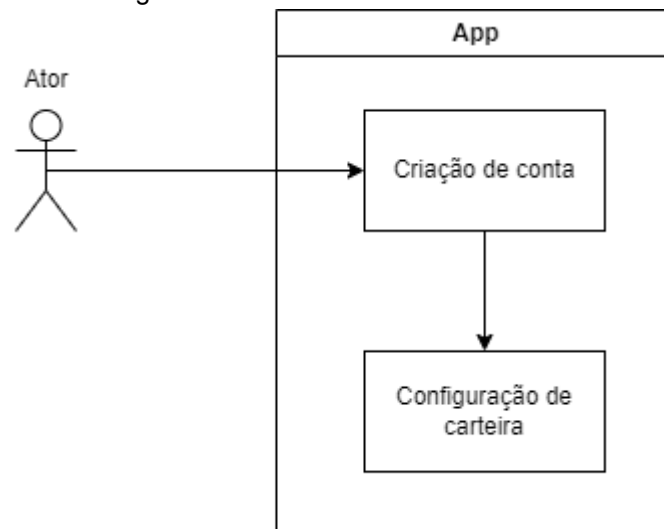 App
Ator
Criação de conta
Configuração de
carteira